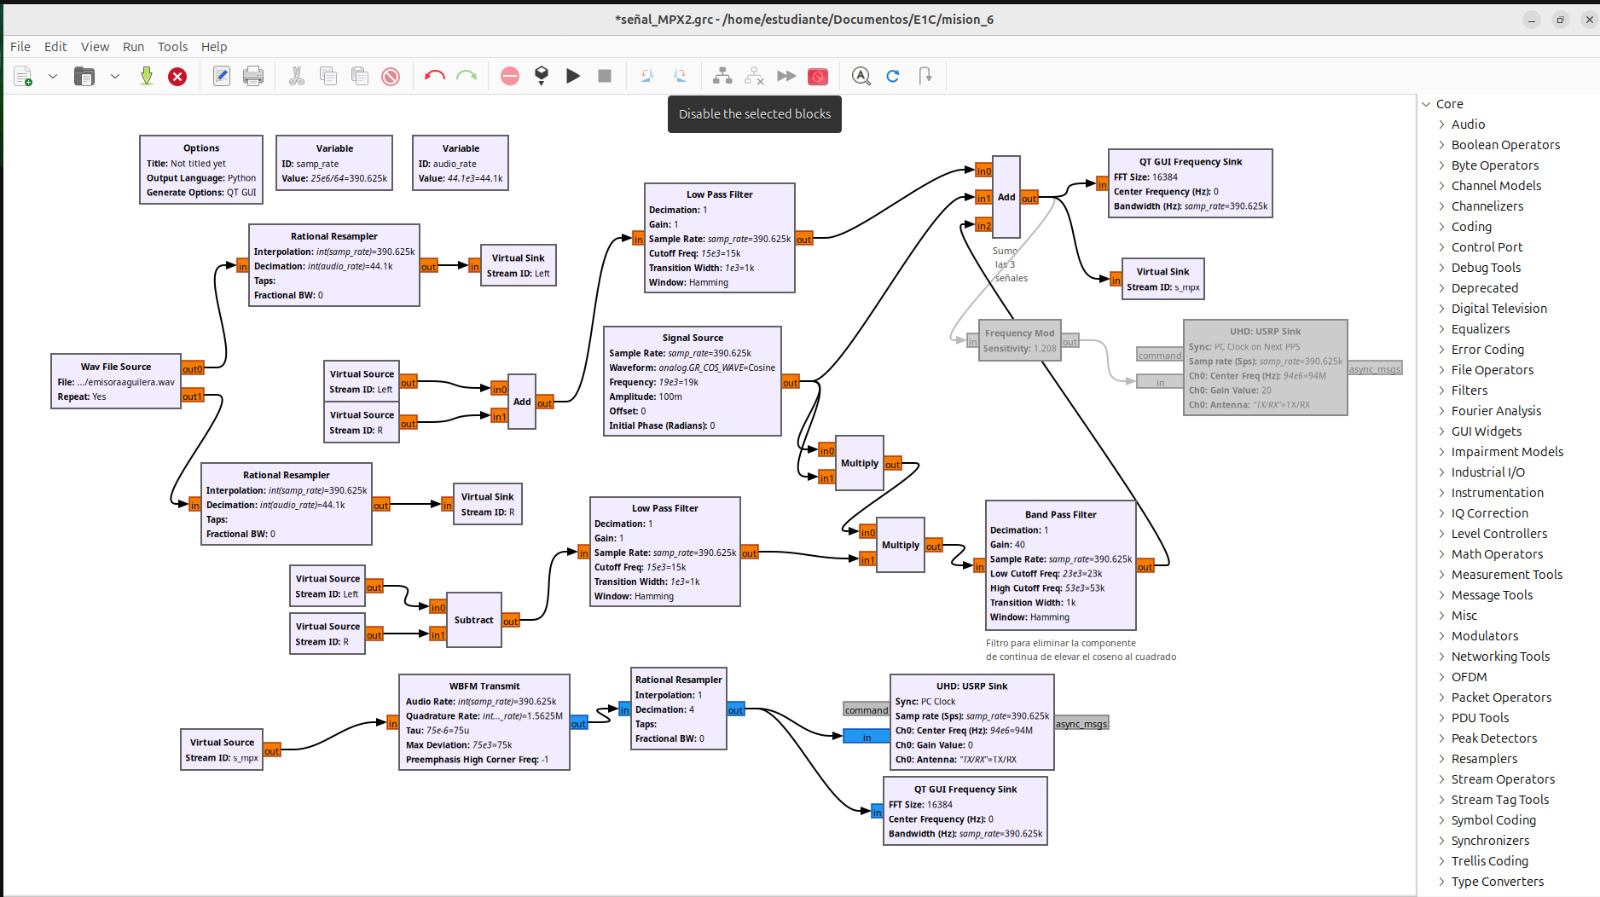 *señal_MPX2.grc - /home/estudiante/Documentos/E1C/mision_6
File Edit View Run Tools Help
Disable the selected blocks
Options
Title: Not titled yet
Output Language: Python
Generate Options: QT GUI
Variable
ID: samp_rate
Value: 25e6/64=390.625k
Variable
ID: audio_rate
Value: 44.1e3=44.1k
Rational Resampler
Interpolation: int(samp_rate)=390.625k
Decimation: int(audio_rate)=44.1k
Taps:
Fractional BW: 0
in
out
Virtual Sink
Stream ID: Left
in
Low Pass Filter
Decimation: 1
Gain: 1
Sample Rate: samp_rate=390.625k
Cutoff Freq: 15e3=15k
Transition Width: 1e3=1k
Window: Hamming
in
out
in0
in1
in2
Add
out
Suma
las 3
señales
QT GUI Frequency Sink
FFT Size: 16384
Center Frequency (Hz): 0
Bandwidth (Hz): samp_rate=390.625k
in
Virtual Sink
Stream ID: s_mpx
in
Frequency Mod
Sensitivity: 1.208
in
out
UHD: USRP Sink
Sync: PC Clock on Next PPS
Samp rate (Sps): samp_rate=390.625k
Ch0: Center Freq (Hz): 94e6=94M
Ch0: Gain Value: 20
Ch0: Antenna: "TX/RX"=TX/RX
command
in
async_msgs
Wav File Source
File: .../emisoraaguilera.wav
Repeat: Yes
out0
out1
Virtual Source
Stream ID: Left
out
Virtual Source
Stream ID: R
out
in0
in1
Add
out
Signal Source
Sample Rate: samp_rate=390.625k
Waveform: analog.GR_COS_WAVE=Cosine
Frequency: 19e3=19k
Amplitude: 100m
Offset: 0
Initial Phase (Radians): 0
out
in0
in1
Multiply
out
Rational Resampler
Interpolation: int(samp_rate)=390.625k
Decimation: int(audio_rate)=44.1k
Taps:
Fractional BW: 0
in
out
Virtual Sink
Stream ID: R
in
Low Pass Filter
Decimation: 1
Gain: 1
Sample Rate: samp_rate=390.625k
Cutoff Freq: 15e3=15k
Transition Width: 1e3=1k
Window: Hamming
in
out
in0
in1
Multiply
out
Band Pass Filter
Decimation: 1
Gain: 40
Sample Rate: samp_rate=390.625k
Low Cutoff Freq: 23e3=23k
High Cutoff Freq: 53e3=53k
Transition Width: 1k
Window: Hamming
in
out
Filtro para eliminar la componente
de continua de elevar el coseno al cuadrado
Virtual Source
Stream ID: Left
out
Virtual Source
Stream ID: R
out
in0
in1
Subtract
out
Virtual Source
Stream ID: s_mpx
out
WBFM Transmit
Audio Rate: int(samp_rate)=390.625k
Quadrature Rate: int..._rate)=1.5625M
Tau: 75e-6=75u
Max Deviation: 75e3=75k
Preemphasis High Corner Freq: -1
in
out
Rational Resampler
Interpolation: 1
Decimation: 4
Taps:
Fractional BW: 0
in
out
UHD: USRP Sink
Sync: PC Clock
Samp rate (Sps): samp_rate=390.625k
Ch0: Center Freq (Hz): 94e6=94M
Ch0: Gain Value: 0
Ch0: Antenna: "TX/RX"=TX/RX
command
in
async_msgs
QT GUI Frequency Sink
FFT Size: 16384
Center Frequency (Hz): 0
Bandwidth (Hz): samp_rate=390.625k
in
Core
Audio
Boolean Operators
Byte Operators
Channel Models
Channelizers
Coding
Control Port
Debug Tools
Deprecated
Digital Television
Equalizers
Error Coding
File Operators
Filters
Fourier Analysis
GUI Widgets
Impairment Models
Industrial I/O
Instrumentation
IQ Correction
Level Controllers
Math Operators
Measurement Tools
Message Tools
Misc
Modulators
Networking Tools
OFDM
Packet Operators
PDU Tools
Peak Detectors
Resamplers
Stream Operators
Stream Tag Tools
Symbol Coding
Synchronizers
Trellis Coding
Type Converters